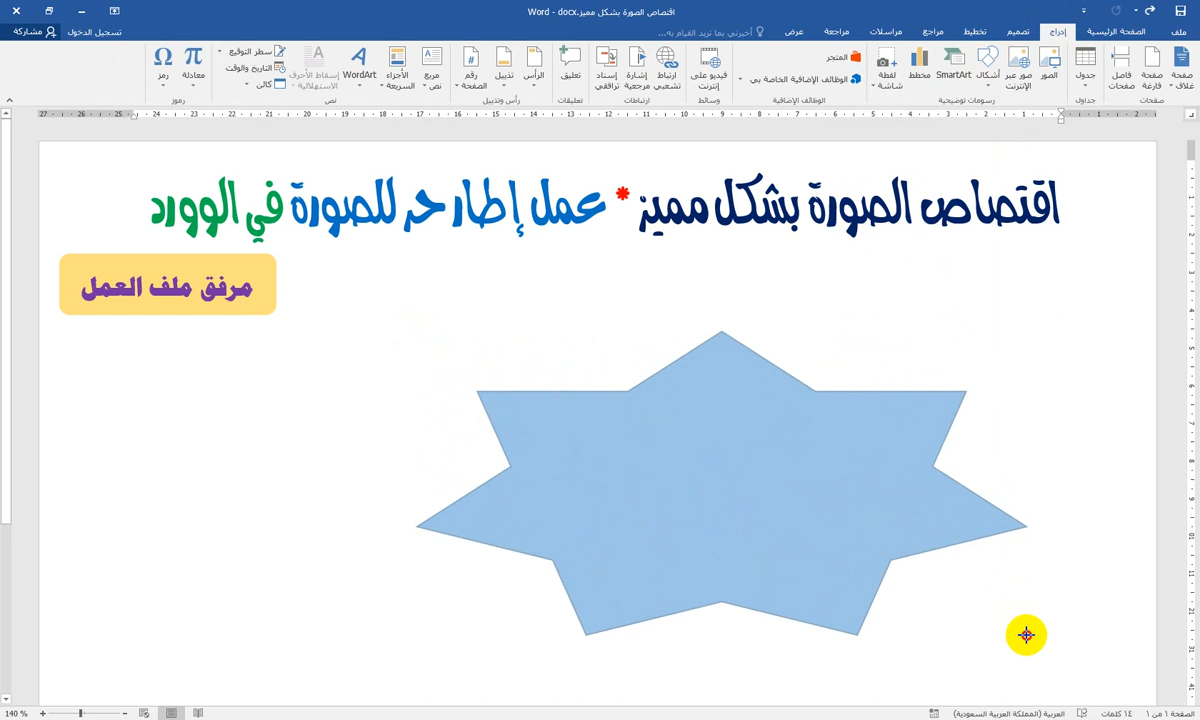 اقتصاص الصورة بشكل مميز.docx - Word
تسجيل الدخول
مشاركة
ملف
الصفحة الرئيسية
إدراج
تصميم
تخطيط
مراجع
مراسلات
مراجعة
عرض
أخبرني بما تريد القيام به...
صفحة غلاف
صفحة فارغة
فاصل صفحات
صفحات
جدول
جداول
الصور
صور عبر الإنترنت
أشكال
SmartArt
مخطط
لقطة شاشة
رسومات توضيحية
المتجر
الوظائف الإضافية الخاصة بي
الوظائف الإضافية
فيديو على إنترنت
وسائط
ارتباط تشعبي
إشارة مرجعية
إسناد ترافقي
ارتباطات
تعليق
تعليقات
الرأس
تذييل
رقم الصفحة
رأس وتذييل
مربع نص
الأجزاء السريعة
WordArt
إسقاط الأحرف الاستهلالية
سطر التوقيع
التاريخ والوقت
كائن
نص
معادلة
رمز
رموز
اقتصاص الصورة بشكل مميز * عمل إطار حر للصورة في الوورد
مرفق ملف العمل
الصفحة ١ من ١
١٤ كلمات
العربية (المملكة العربية السعودية)
140 %